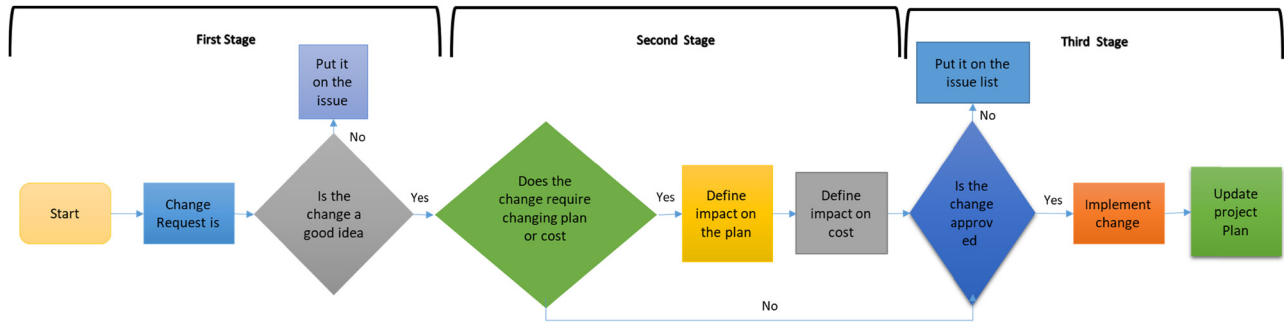 First Stage
Second Stage
Third Stage
Put it
on the
issue
Put it on the
issue list
No
No
Start
Change
Request is
Is the
change a
good idea
Yes
Does the
change require
changing plan
or cost
Yes
Define
impact on
the plan
Define
impact on
cost
Is the
change
approv
ed
Yes
Implement
change
Update
project
Plan
No